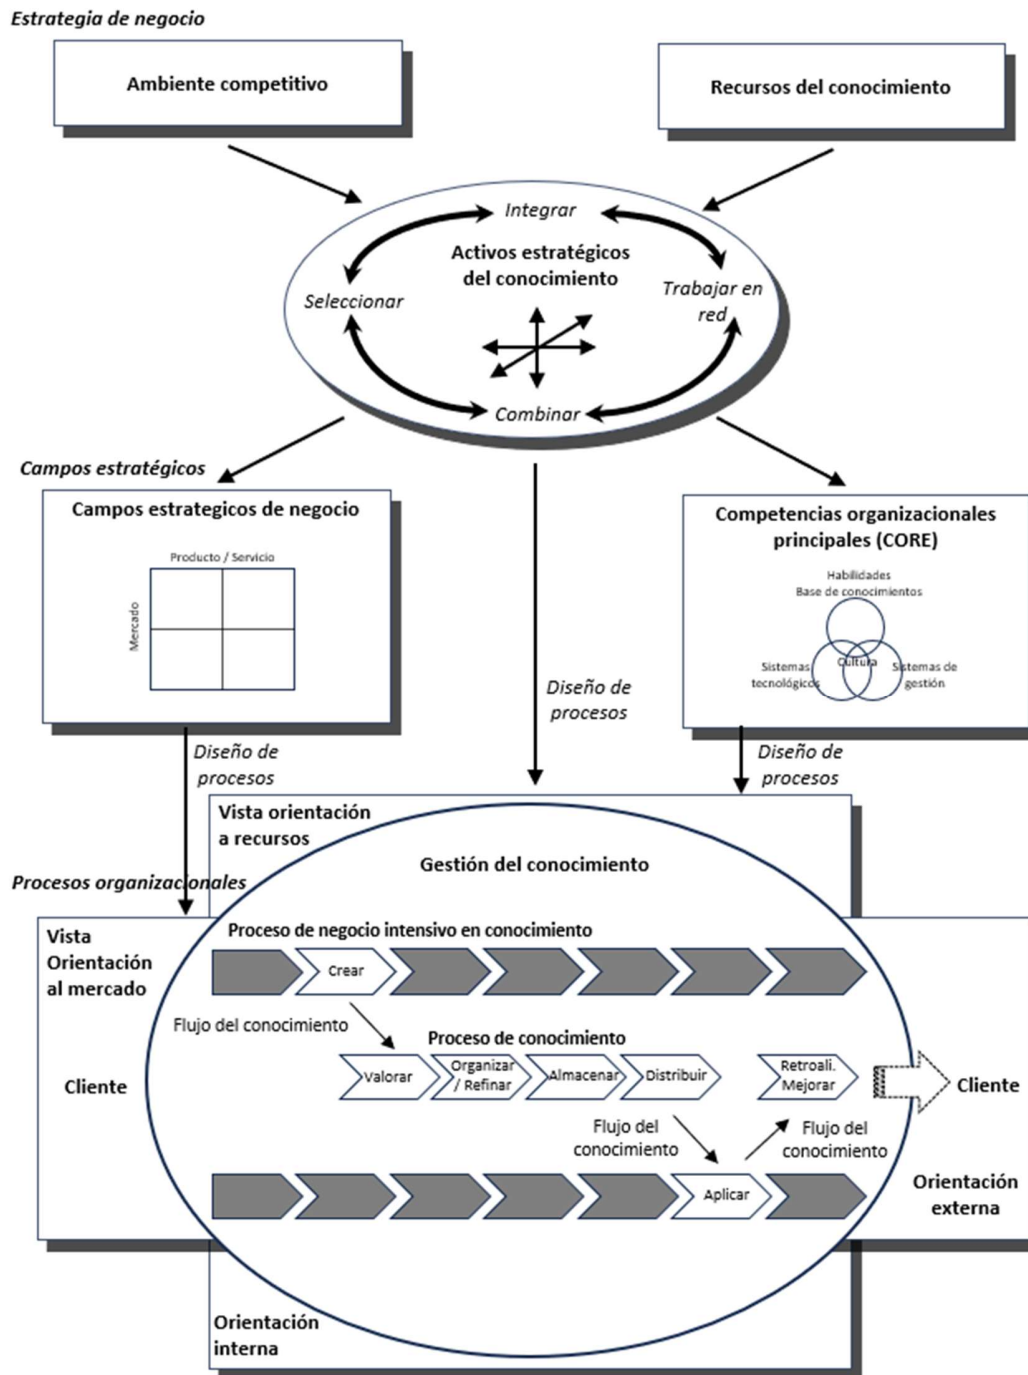 Estrategia de negocio
Ambiente competitivo
Recursos del conocimiento
Integrar
Activos estratégicos
del conocimiento
Seleccionar
Trabajar en
red
Combinar
Campos estratégicos
Campos estrategicos de negocio
Producto / Servicio
Mercado
Competencias organizacionales
principales (CORE)
Habilidades
Base de conocimientos
Cultura
Sistemas
tecnológicos
Sistemas de
gestión
Diseño de
procesos
Diseño de
procesos
Diseño de
procesos
Vista orientación
a recursos
Gestión del conocimiento
Procesos organizacionales
Vista
Orientación
al mercado
Proceso de negocio intensivo en conocimiento
Crear
Flujo del conocimiento
Proceso de conocimiento
Valorar
Organizar
/ Refinar
Almacenar
Distribuir
Retroali.
Mejorar
Cliente
Cliente
Flujo del
conocimiento
Flujo del
conocimiento
Aplicar
Orientación
externa
Orientación
interna